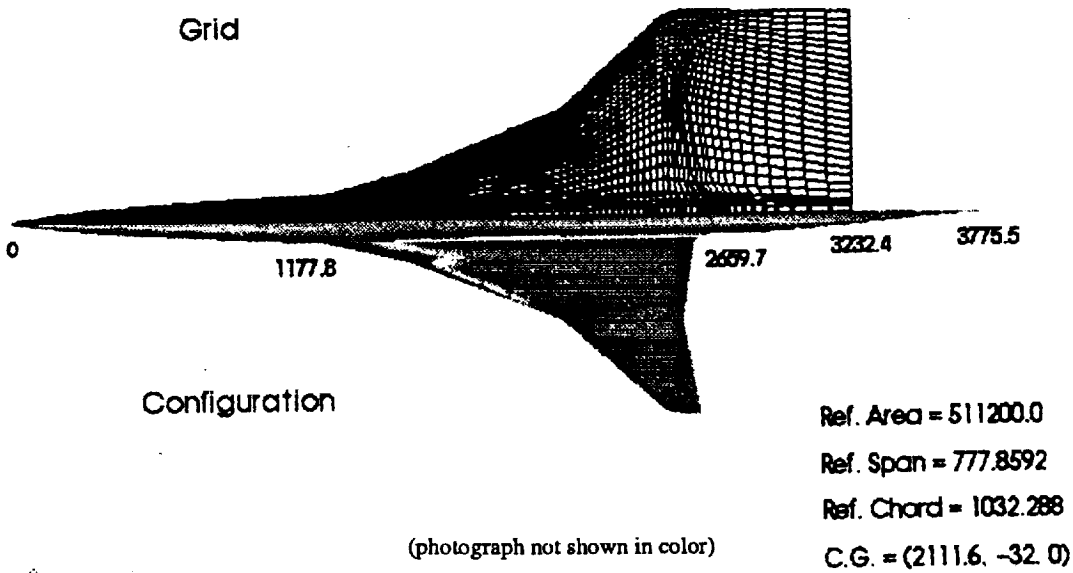 Grid
0
1177.8
2659.7
3232.4
3775.5
Configuration
Ref. Area = 511200.0
Ref. Span = 777.8592
Ref. Chord = 1032.288
C.G. = (2111.6, -32. 0)
(photograph not shown in color)